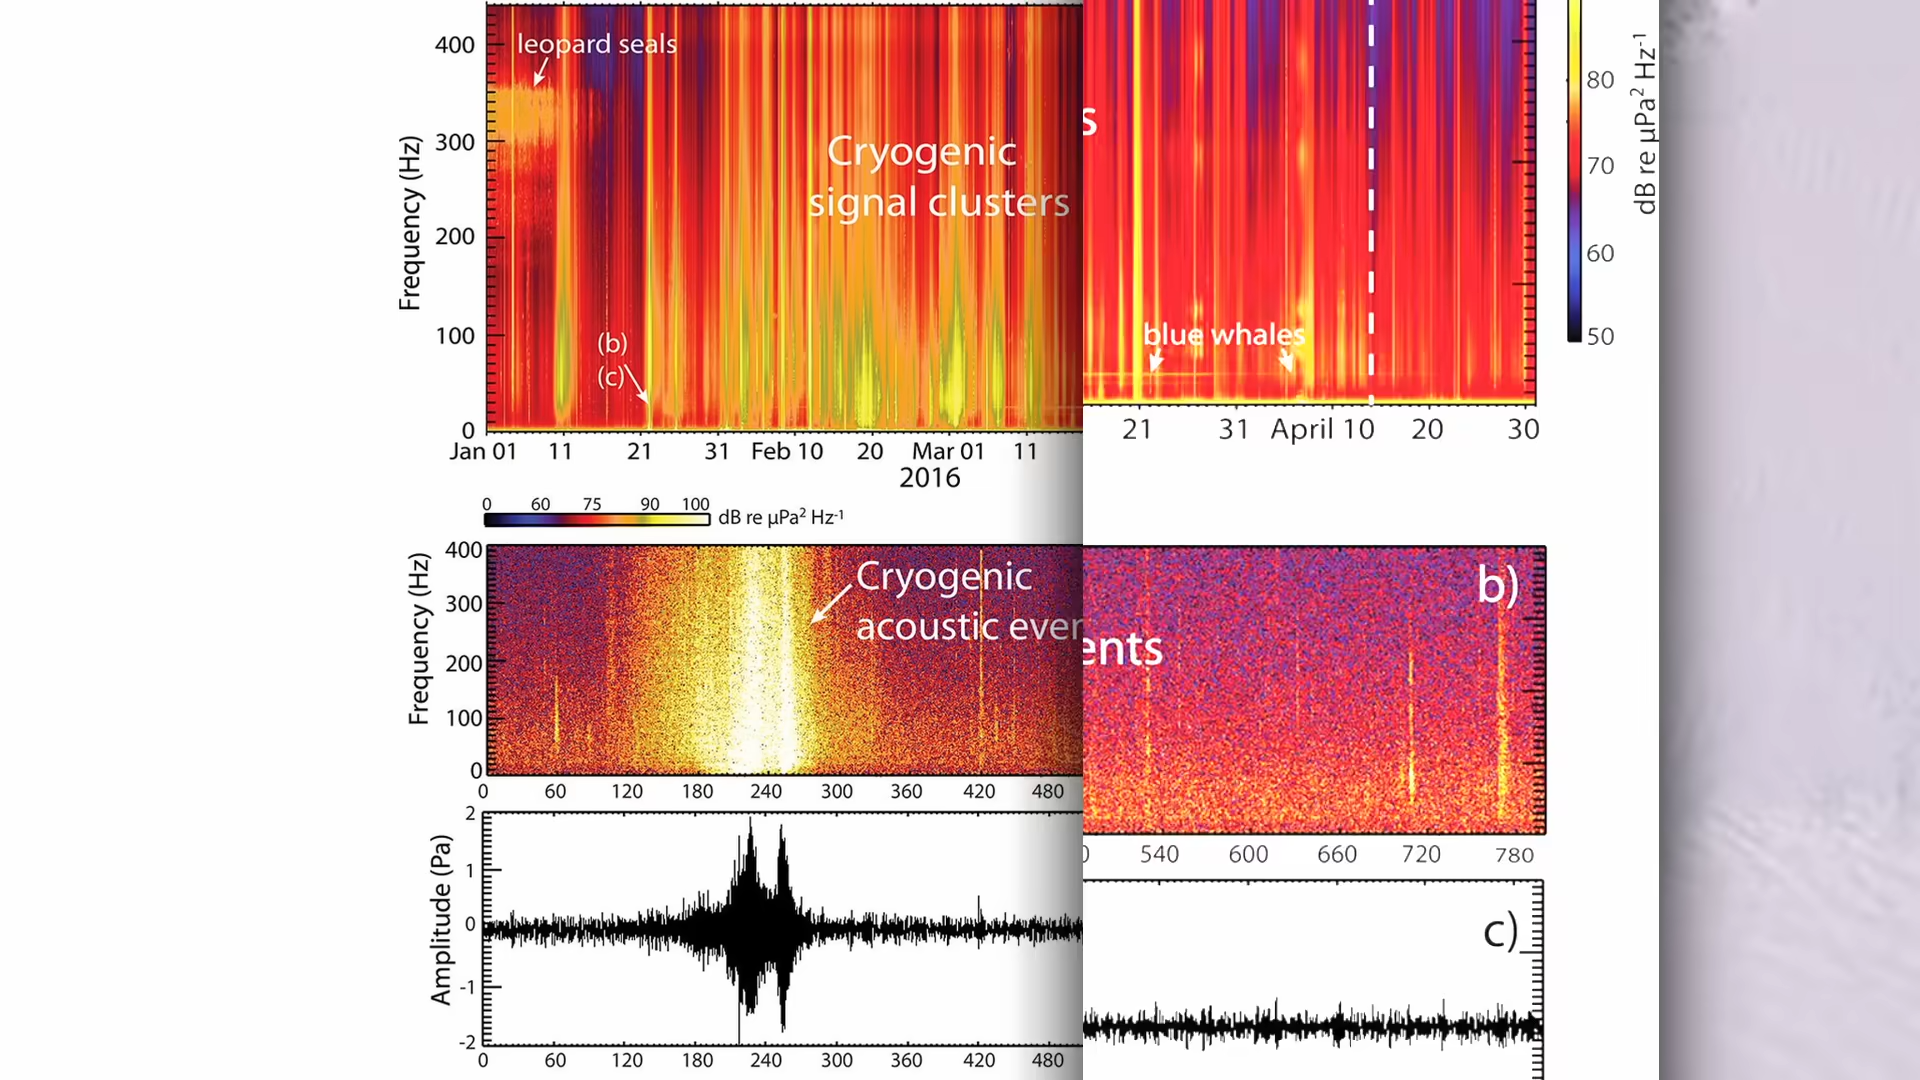 400
leopard seals
300
200
100
0
Frequency (Hz)
Cryogenic
signal clusters
(b)
(c)
Jan 01 11 21 31 Feb 10 20 Mar 01 11
2016
s
blue whales
21 31 April 10 20 30
80
70
60
50
dB re µPa² Hz⁻¹
0 60 75 90 100
dB re µPa² Hz⁻¹
400
300
200
100
0
Frequency (Hz)
Cryogenic
acoustic ever
0 60 120 180 240 300 360 420 480
b)
ents
0 540 600 660 720 780
2
1
0
-1
-2
Amplitude (Pa)
0 60 120 180 240 300 360 420 480
c)